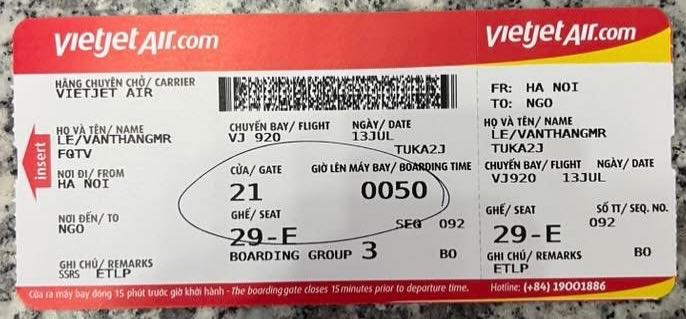 vietjetAir.com
HÃNG CHUYÊN CHỞ/ CARRIER
VIETJET AIR
insert
HỌ VÀ TÊN/ NAME
LE/VANTHANGMR
FQTV
CHUYẾN BAY/ FLIGHT NGÀY/ DATE
VJ 920 13JUL
TUKA2J
NƠI ĐI/ FROM
HA NOI
CỬA/ GATE GIỜ LÊN MÁY BAY/ BOARDING TIME
21 0050
NƠI ĐẾN/ TO
NGO
GHẾ/ SEAT
SEQ 092
29-E
GHI CHÚ/ REMARKS
SSRS ETLP
BOARDING GROUP 3 BO
Cửa ra máy bay đóng 15 phút trước giờ khởi hành - The boarding gate closes 15 minutes prior to departure time.
vietjetAir.com
FR: HA NOI
TO: NGO
HỌ VÀ TÊN/ NAME
LE/VANTHANGMR
TUKA2J
CHUYẾN BAY/ FLIGHT NGÀY/ DATE
VJ920 13JUL
GHẾ/ SEAT SỐ TT/ SEQ. NO.
29-E 092
GHI CHÚ/ REMARKS BO
ETLP
Hotline: (+84) 19001886